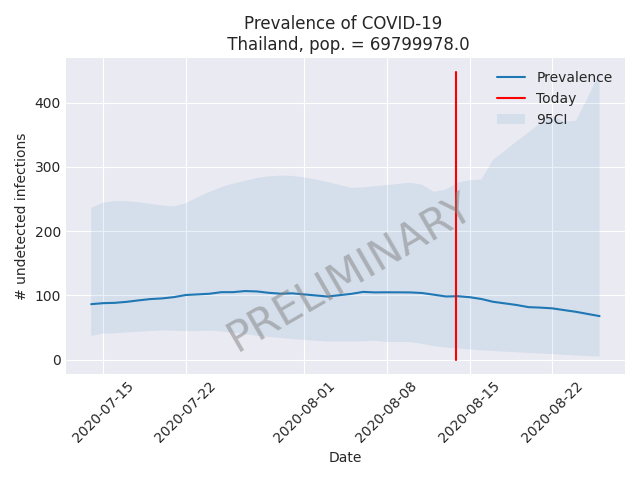 Prevalence of COVID-19
Thailand, pop. = 69799978.0
Prevalence
Today
95CI
400
300
200
100
0
# undetected infections
PRELIMINARY
2020-07-15
2020-07-22
2020-08-01
2020-08-08
2020-08-15
2020-08-22
Date